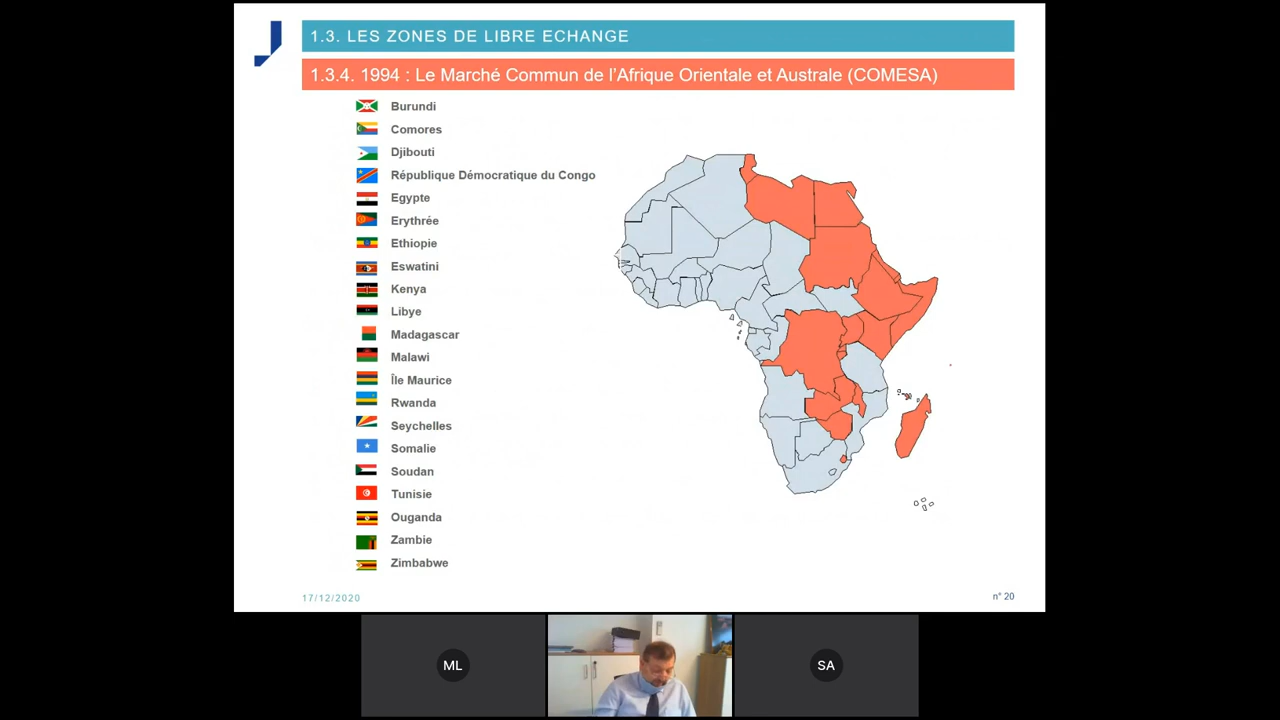 1.3. LES ZONES DE LIBRE ECHANGE
1.3.4. 1994 : Le Marché Commun de l'Afrique Orientale et Australe (COMESA)
Burundi
Comores
Djibouti
République Démocratique du Congo
Egypte
Erythrée
Ethiopie
Eswatini
Kenya
Libye
Madagascar
Malawi
Île Maurice
Rwanda
Seychelles
Somalie
Soudan
Tunisie
Ouganda
Zambie
Zimbabwe
17/12/2020
n° 20
ML
SA